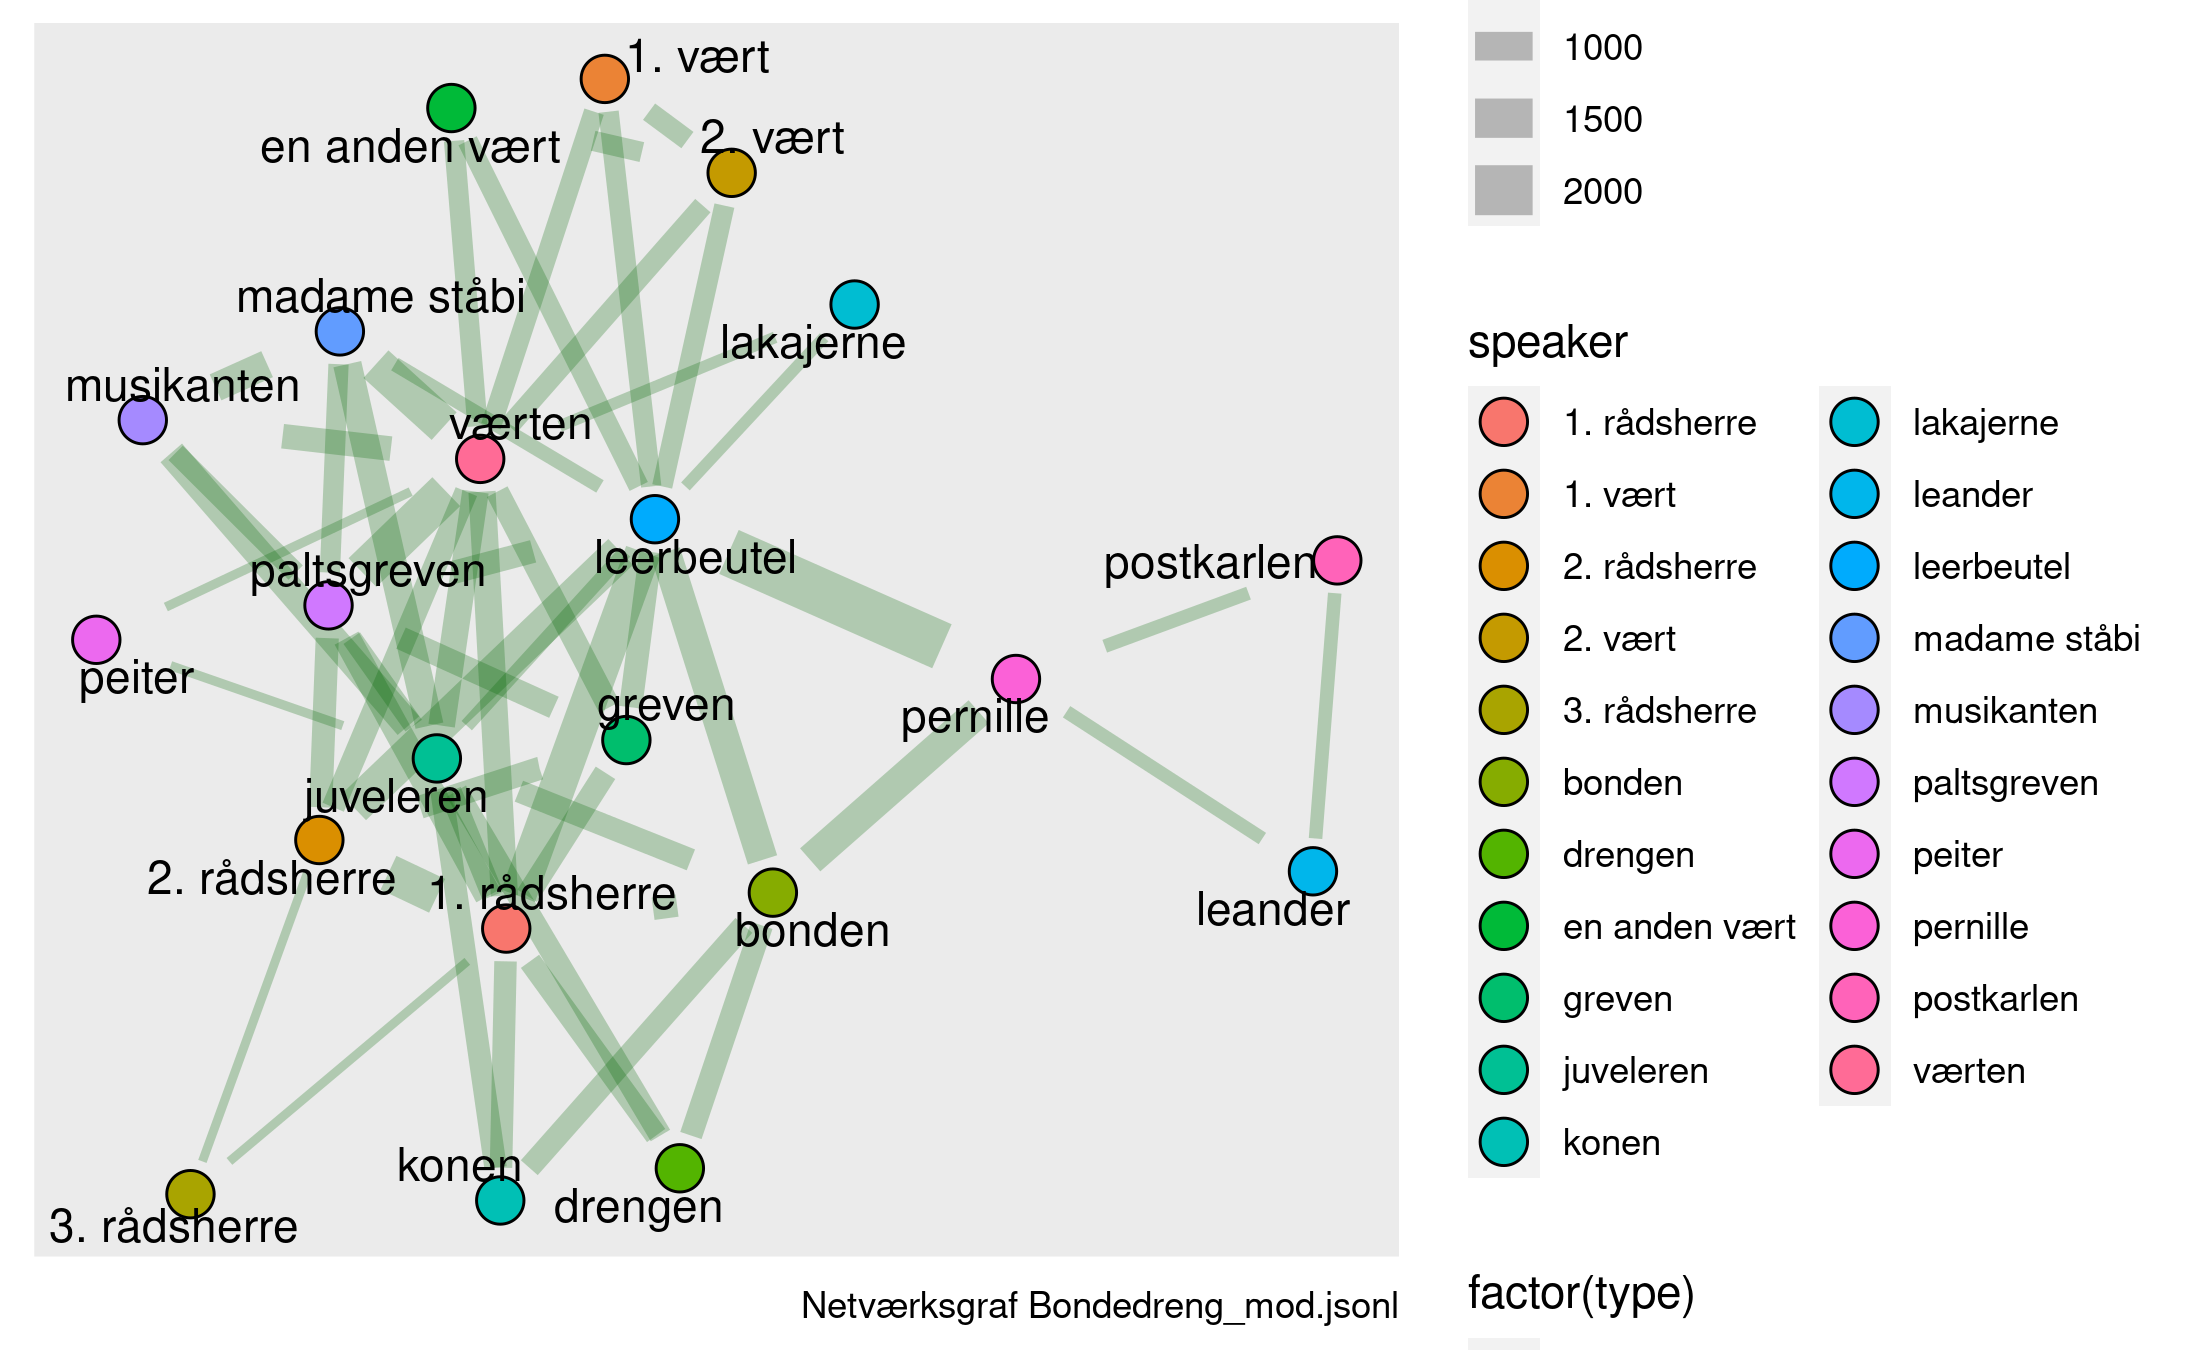 1. vært
en anden vært
2. vært
madame ståbi
lakajerne
musikanten
værten
leerbeutel
postkarlen
paltsgreven
peiter
greven
pernille
juveleren
2. rådsherre
1. rådsherre
bonden
leander
konen
drengen
3. rådsherre
Netværksgraf Bondedreng_mod.jsonl
1000
1500
2000
speaker
1. rådsherre
1. vært
2. rådsherre
2. vært
3. rådsherre
bonden
drengen
en anden vært
greven
juveleren
konen
lakajerne
leander
leerbeutel
madame ståbi
musikanten
paltsgreven
peiter
pernille
postkarlen
værten
factor(type)